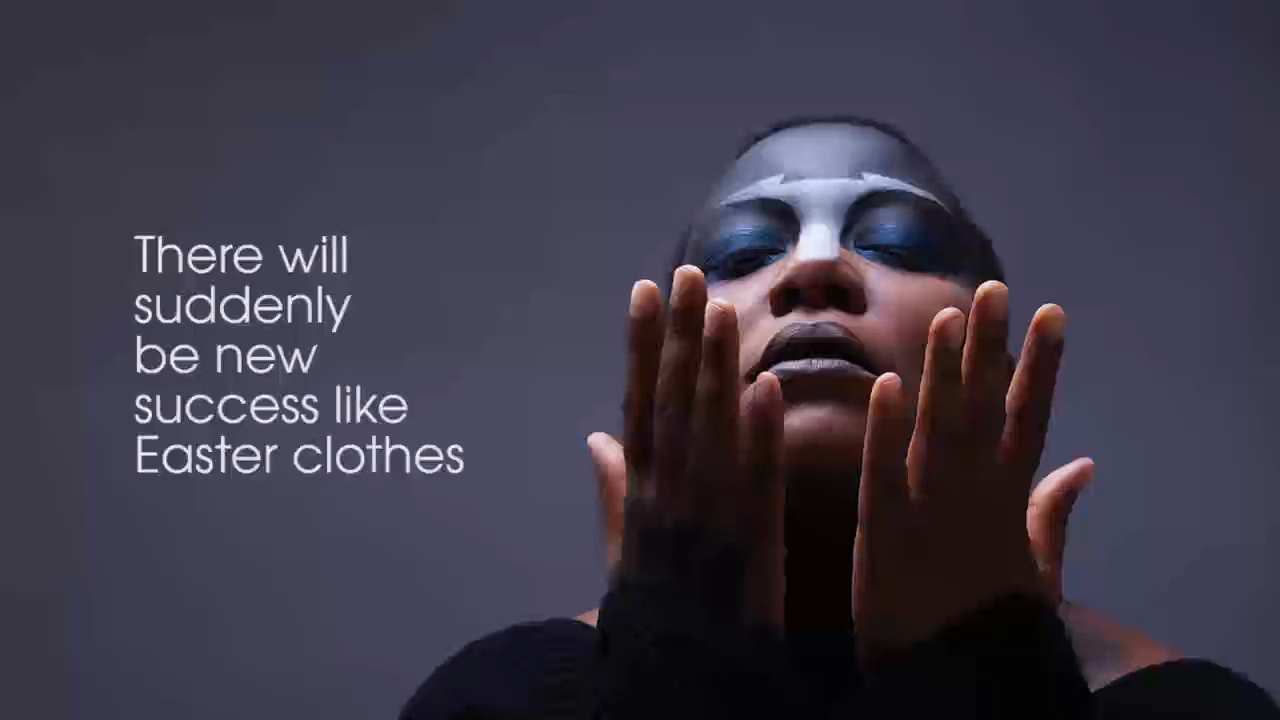 There will
suddenly
be new
success like
Easter clothes